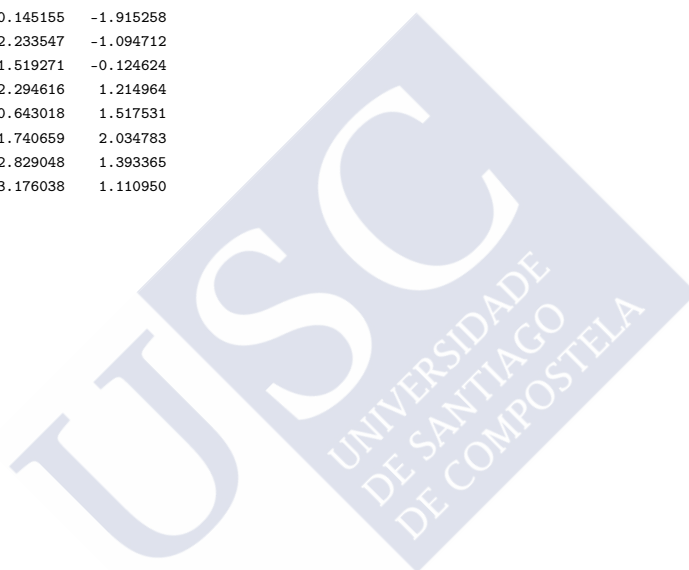 0.145155 -1.915258
2.233547 -1.094712
1.519271 -0.124624
2.294616 1.214964
0.643018 1.517531
1.740659 2.034783
2.829048 1.393365
3.176038 1.110950
USC
UNIVERSIDADE
DE SANTIAGO
DE COMPOSTELA